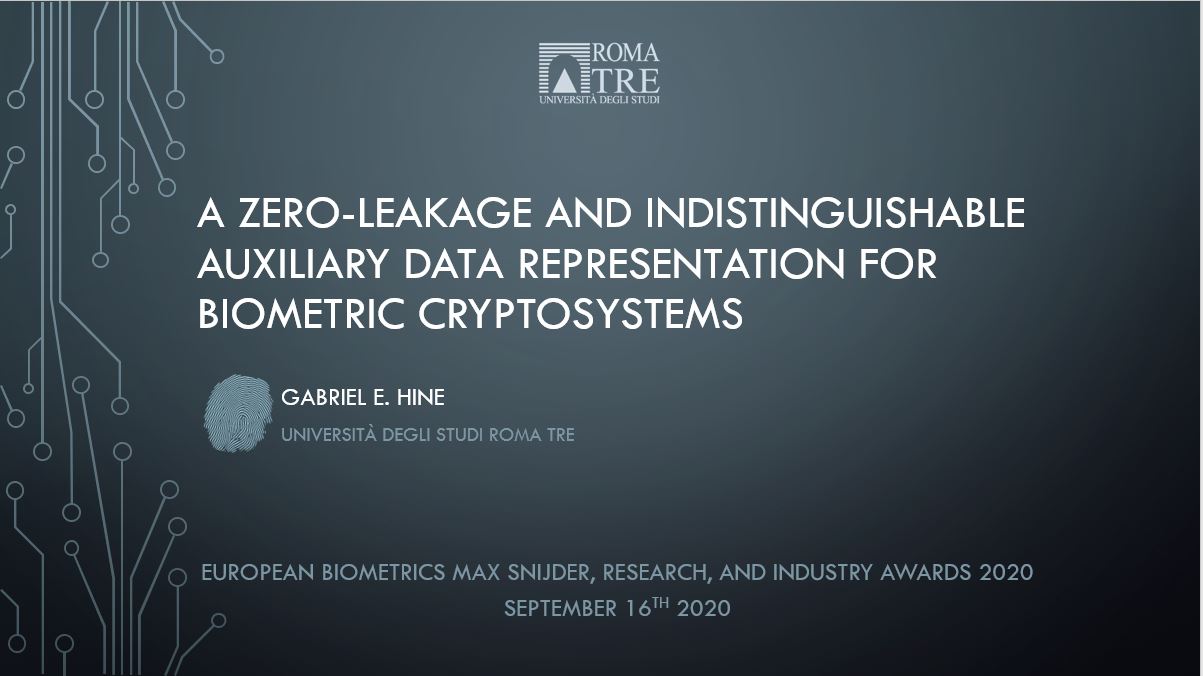 ROMA
TRE
UNIVERSITÀ DEGLI STUDI
A ZERO-LEAKAGE AND INDISTINGUISHABLE
AUXILIARY DATA REPRESENTATION FOR
BIOMETRIC CRYPTOSYSTEMS
GABRIEL E. HINE
UNIVERSITÀ DEGLI STUDI ROMA TRE
EUROPEAN BIOMETRICS MAX SNIJDER, RESEARCH, AND INDUSTRY AWARDS 2020
SEPTEMBER 16TH 2020